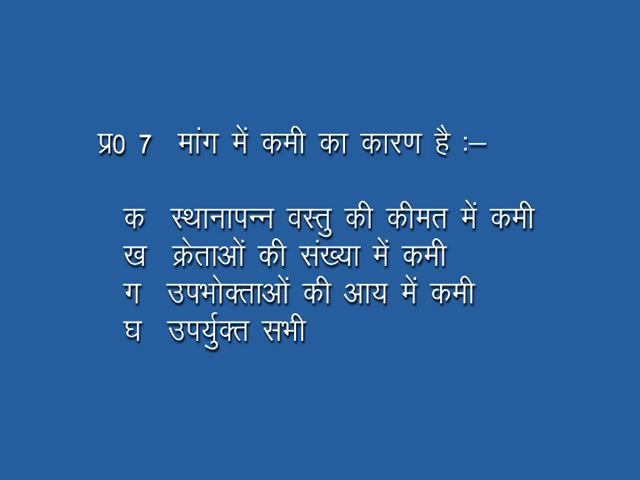 प्र0 7 मांग में कमी का कारण है :–
क स्थानापन्न वस्तु की कीमत में कमी
ख क्रेताओं की संख्या में कमी
ग उपभोक्ताओं की आय में कमी
घ उपर्युक्त सभी